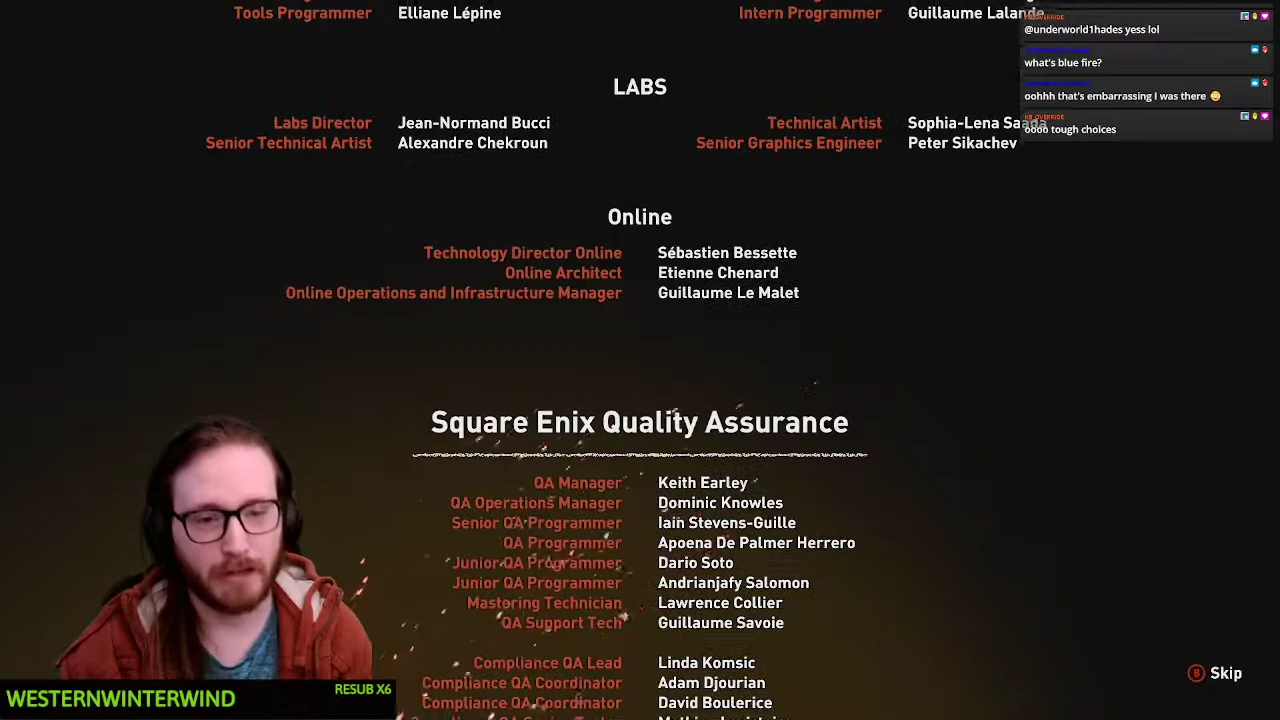 Tools Programmer Elliane Lépine
Intern Programmer Guillaume Lalande
LABS
Labs Director Jean-Normand Bucci
Technical Artist Sophia-Lena
Senior Technical Artist Alexandre Chekroun
Senior Graphics Engineer Peter Sikachev
Online
Technology Director Online Sébastien Bessette
Online Architect Etienne Chenard
Online Operations and Infrastructure Manager Guillaume Le Malet
Square Enix Quality Assurance
QA Manager Keith Earley
QA Operations Manager Dominic Knowles
Senior QA Programmer Iain Stevens-Guille
QA Programmer Apoena De Palmer Herrero
Junior QA Programmer Dario Soto
Junior QA Programmer Andrianjafy Salomon
Mastering Technician Lawrence Collier
QA Support Tech Guillaume Savoie
Compliance QA Lead Linda Komsic
Compliance QA Coordinator Adam Djourian
Compliance QA Coordinator David Boulerice
@underworld1hades yess lol
what's blue fire?
oohhh that's embarrassing I was there
KB_OVERRIDE
oooo tough choices
B Skip
WESTERNWINTERWIND
RESUB X6